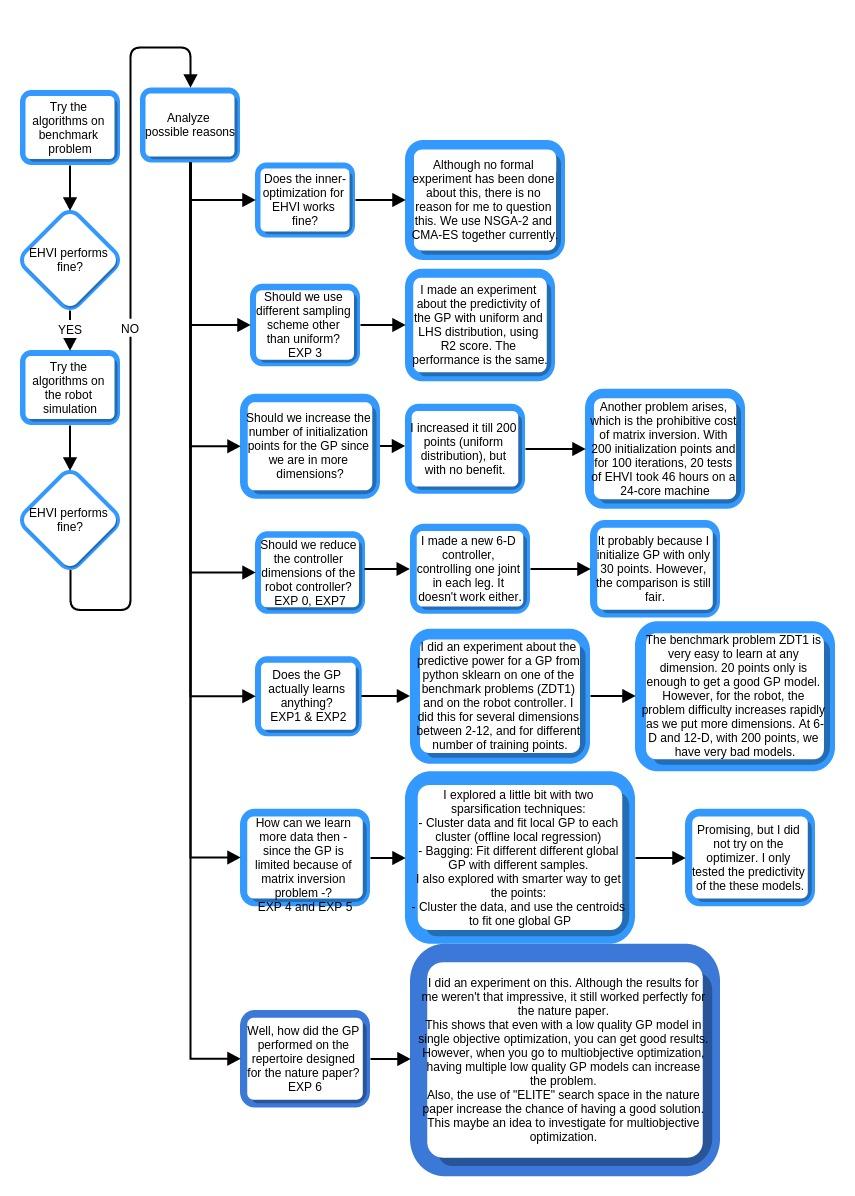 Try the
algorithms on
benchmark
problem
EHVI performs
fine?
YES
NO
Try the
algorithms on
the robot
simulation
EHVI performs
fine?
Analyze
possible reasons
Does the inner-
optimization for
EHVI works
fine?
Although no formal
experiment has been done
about this, there is no
reason for me to question
this. We use NSGA-2 and
CMA-ES together currently.
Should we use
different sampling
scheme other
than uniform?
EXP 3
I made an experiment
about the predictivity of
the GP with uniform and
LHS distribution, using
R2 score. The
performance is the same.
Should we increase the
number of initialization
points for the GP since
we are in more
dimensions?
I increased it till 200
points (uniform
distribution), but
with no benefit.
Another problem arises,
which is the prohibitive cost
of matrix inversion. With
200 initialization points and
for 100 iterations, 20 tests
of EHVI took 46 hours on a
24-core machine
Should we reduce
the controller
dimensions of the
robot controller?
EXP 0, EXP7
I made a new 6-D
controller,
controlling one joint
in each leg. It
doesn't work either.
It probably because I
initialize GP with only
30 points. However,
the comparison is still
fair.
Does the GP
actually learns
anything?
EXP1 & EXP2
I did an experiment about the
predictive power for a GP from
python sklearn on one of the
benchmark problems (ZDT1)
and on the robot controller. I
did this for several dimensions
between 2-12, and for different
number of training points.
The benchmark problem ZDT1 is
very easy to learn at any
dimension. 20 points only is
enough to get a good GP model.
However, for the robot, the
problem difficulty increases rapidly
as we put more dimensions. At 6-
D and 12-D, with 200 points, we
have very bad models.
How can we learn
more data then -
since the GP is
limited because of
matrix inversion
problem -?
EXP 4 and EXP 5
I explored a little bit with two
sparsification techniques:
- Cluster data and fit local GP to each
cluster (offline local regression)
- Bagging: Fit different different global
GP with different samples.
I also explored with smarter way to get
the points:
- Cluster the data, and use the centroids
to fit one global GP
Promising, but I did
not try on the
optimizer. I only
tested the predictivity
of the these models.
Well, how did the GP
performed on the
repertoire designed
for the nature paper?
EXP 6
I did an experiment on this. Although the results for
me weren't that impressive, it still worked perfectly for
the nature paper.
This shows that even with a low quality GP model in
single objective optimization, you can get good results.
However, when you go to multiobjective optimization,
having multiple low quality GP models can increase
the problem.
Also, the use of "ELITE" search space in the nature
paper increase the chance of having a good solution.
This maybe an idea to investigate for multiobjective
optimization.